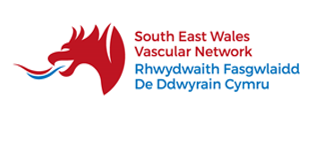 South East Wales
Vascular Network
Rhwydwaith Fasgwlaidd
De Ddwyrain Cymru